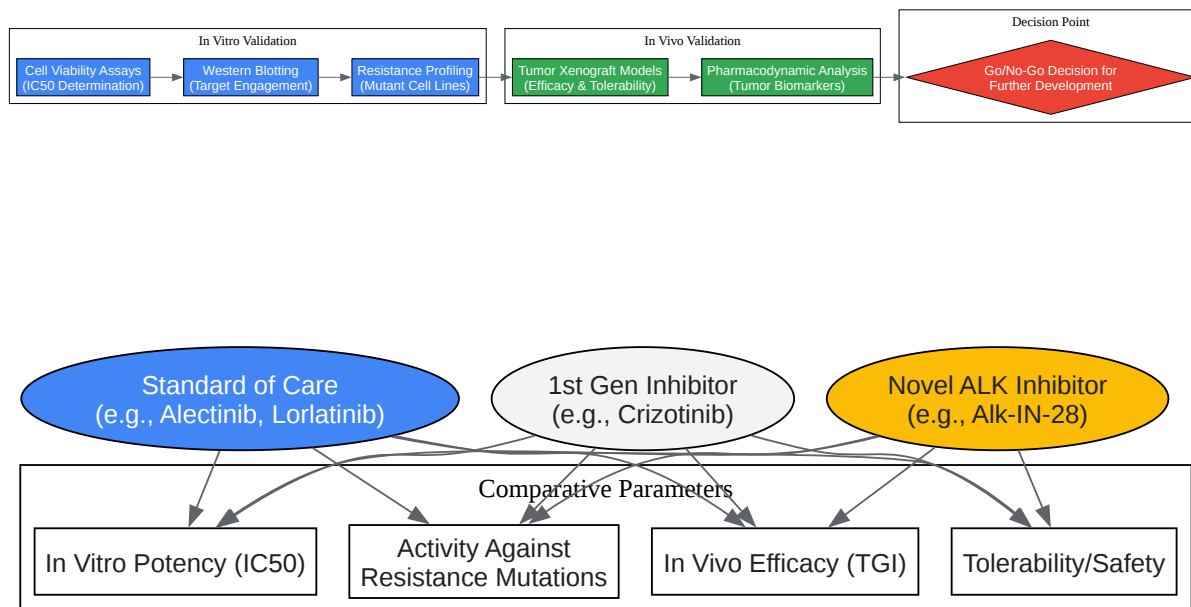 In Vitro Validation
Cell Viability Assays
(IC50 Determination)
Western Blotting
(Target Engagement)
Resistance Profiling
(Mutant Cell Lines)
In Vivo Validation
Tumor Xenograft Models
(Efficacy & Tolerability)
Pharmacodynamic Analysis
(Tumor Biomarkers)
Decision Point
Go/No-Go Decision for
Further Development
Standard of Care
(e.g., Alectinib, Lorlatinib)
1st Gen Inhibitor
(e.g., Crizotinib)
Novel ALK Inhibitor
(e.g., Alk-IN-28)
Comparative Parameters
In Vitro Potency (IC50)
Activity Against
Resistance Mutations
In Vivo Efficacy (TGI)
Tolerability/Safety